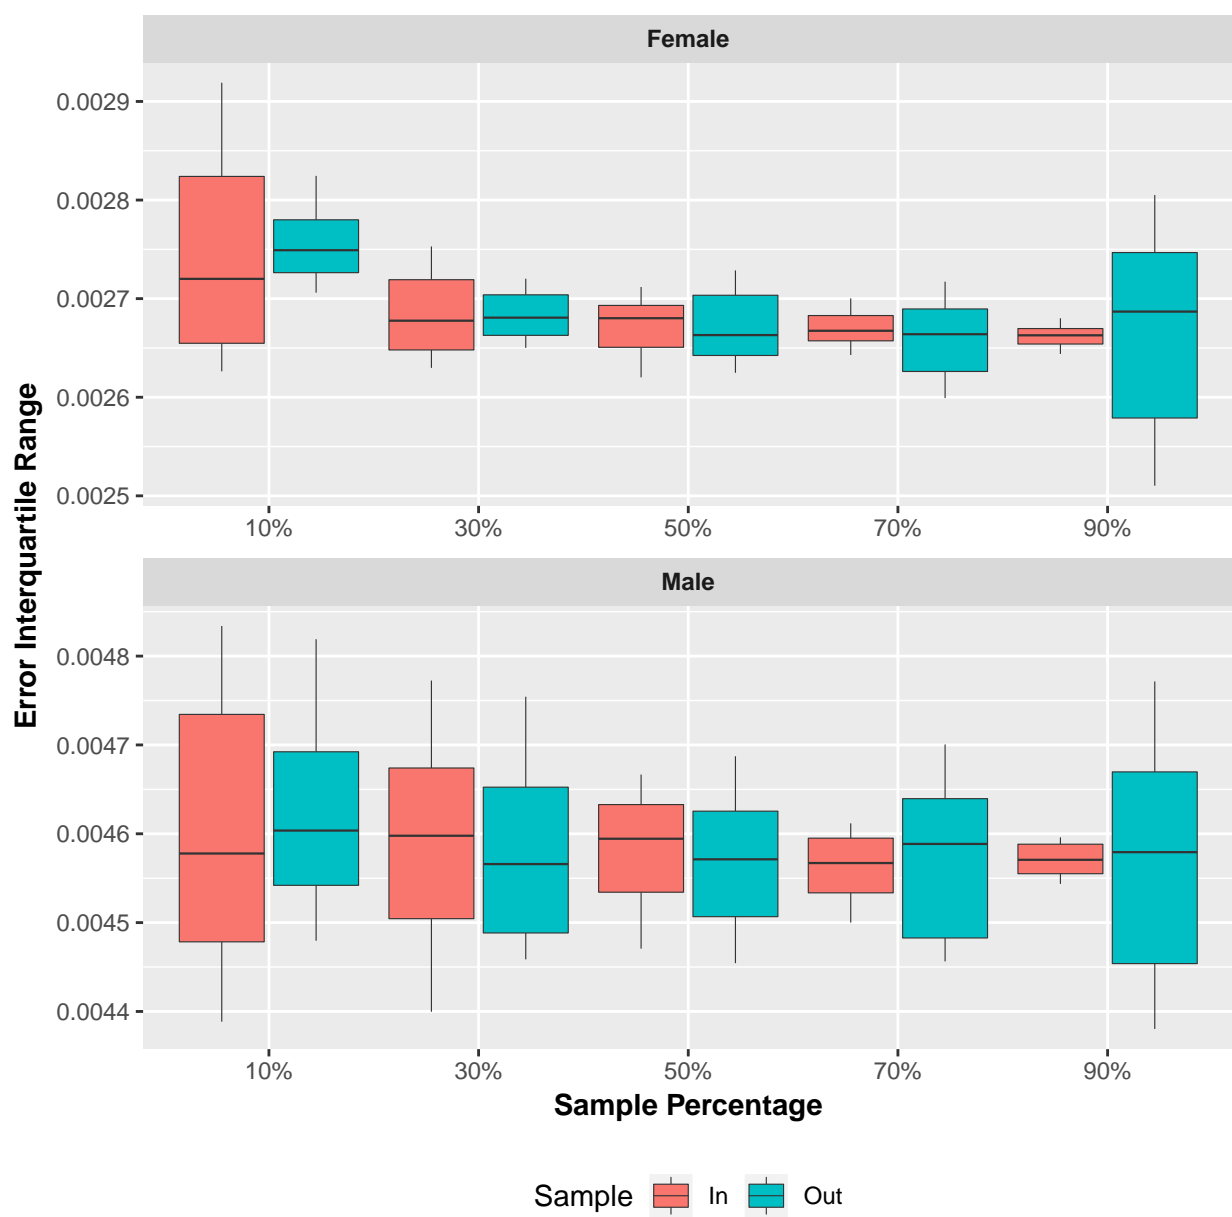 Female
0.0029
0.0028
0.0027
0.0026
0.0025
10% 30% 50% 70% 90%
Error Interquartile Range
Male
0.0048
0.0047
0.0046
0.0045
0.0044
10% 30% 50% 70% 90%
Sample Percentage
Sample In Out